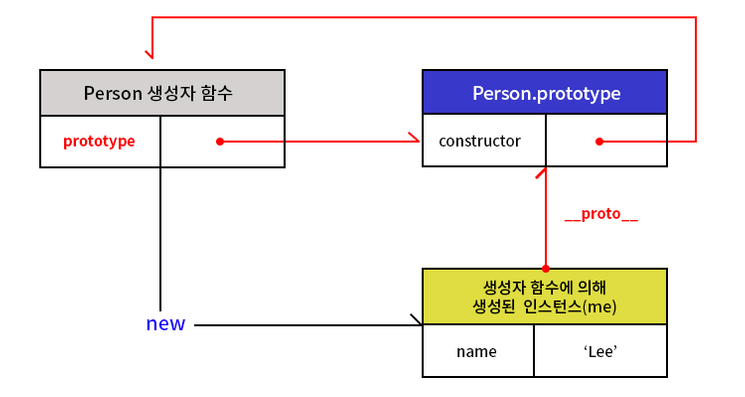 Person 생성자 함수
Person.prototype
prototype
constructor
__proto__
생성자 함수에 의해
생성된 인스턴스(me)
new
name
‘Lee’